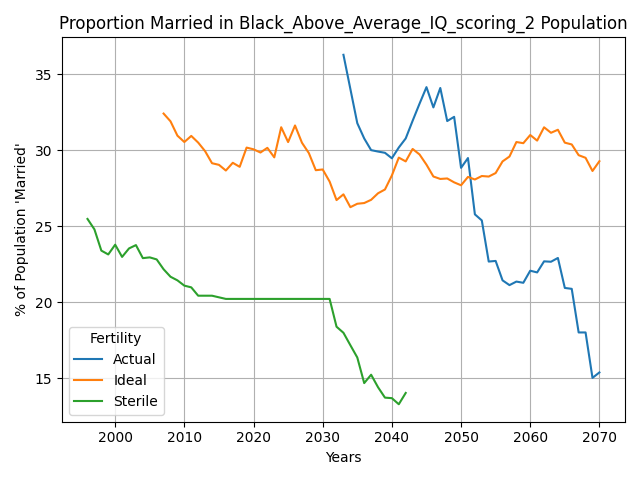 Proportion Married in Black_Above_Average_IQ_scoring_2 Population
% of Population 'Married'
35
30
25
20
15
Fertility
Actual
Ideal
Sterile
2000 2010 2020 2030 2040 2050 2060 2070
Years